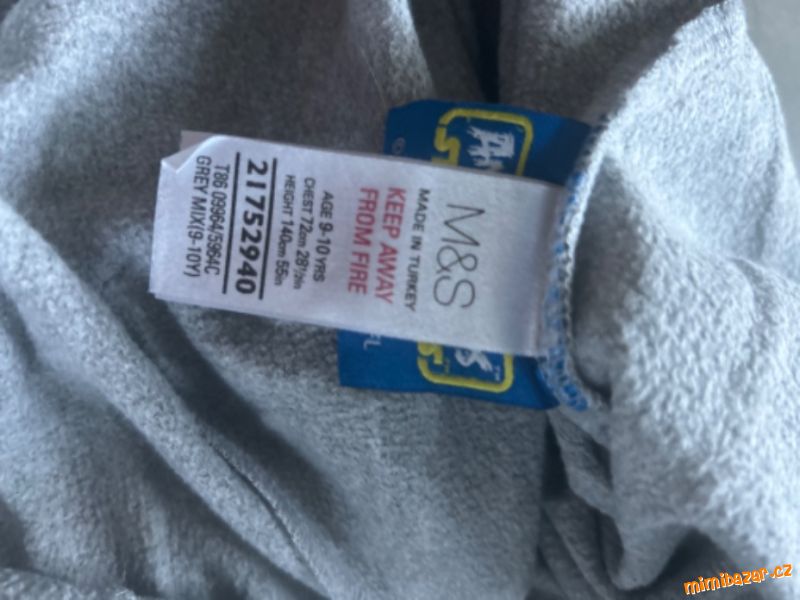 M&S
MADE IN TURKEY
KEEP AWAY
FROM FIRE
AGE 9-10 YRS
CHEST 72cm 28½in
HEIGHT 140cm 55in
21752940
T86 03964/5964C
GREY MIX(9-10Y)
mimibazar.cz